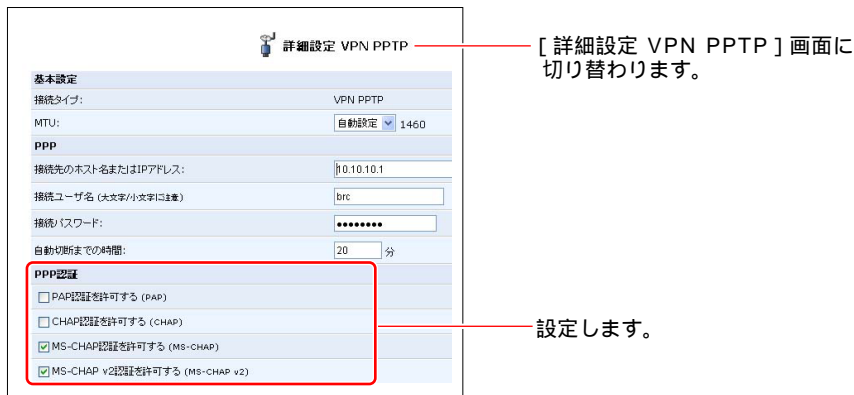 詳細設定 VPN PPTP
[ 詳細設定 VPN PPTP ] 画面に
切り替わります。
基本設定
接続タイプ: VPN PPTP
MTU: 自動設定 1460
PPP
接続先のホスト名またはIPアドレス: 10.10.10.1
接続ユーザ名 (大文字/小文字に注意) brc
接続パスワード: ●●●●●●●●
自動切断までの時間: 20 分
PPP認証
PAP認証を許可する (PAP)
CHAP認証を許可する (CHAP)
設定します。
MS-CHAP認証を許可する (MS-CHAP)
MS-CHAP v2認証を許可する (MS-CHAP v2)